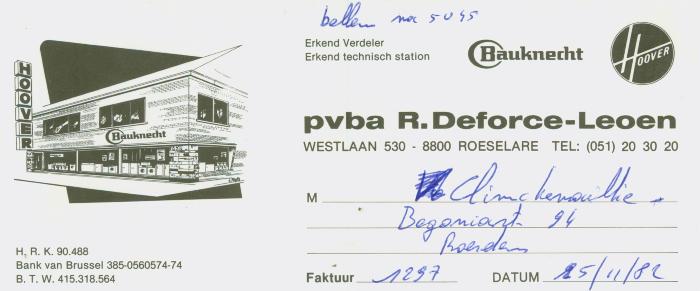 bellen na 5u45
Erkend Verdeler
Erkend technisch station
Bauknecht
HOOVER
HOOVER
Bauknecht
pvba R. Deforce-Leoen
WESTLAAN 530 - 8800 ROESELARE TEL: (051) 20 30 20
M
94
H. R. K. 90.488
Bank van Brussel 385-0560574-74
B. T. W. 415.318.564
Faktuur 1297 DATUM 25/11/82